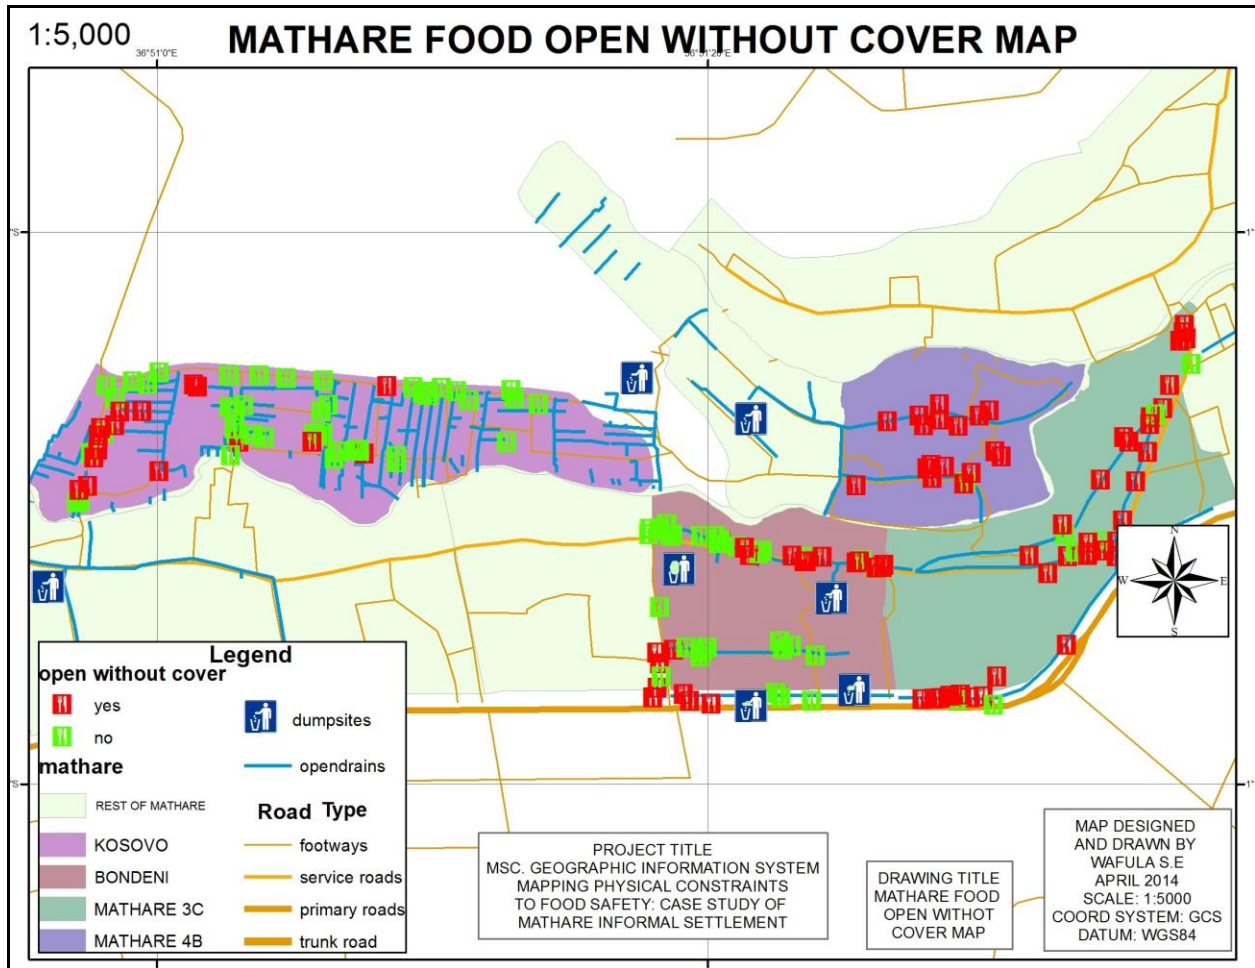 1:5,000
MATHARE FOOD OPEN WITHOUT COVER MAP
36°51'0"E
N
W
E
S
Legend
open without cover
yes
no
mathare
REST OF MATHARE
KOSOVO
BONDENI
MATHARE 3C
MATHARE 4B
dumpsites
opendrains
Road Type
footways
service roads
primary roads
trunk road
PROJECT TITLE
MSC. GEOGRAPHIC INFORMATION SYSTEM
MAPPING PHYSICAL CONSTRAINTS
TO FOOD SAFETY: CASE STUDY OF
MATHARE INFORMAL SETTLEMENT
DRAWING TITLE
MATHARE FOOD
OPEN WITHOT
COVER MAP
MAP DESIGNED
AND DRAWN BY
WAFULA S.E
APRIL 2014
SCALE: 1:5000
COORD SYSTEM: GCS
DATUM: WGS84